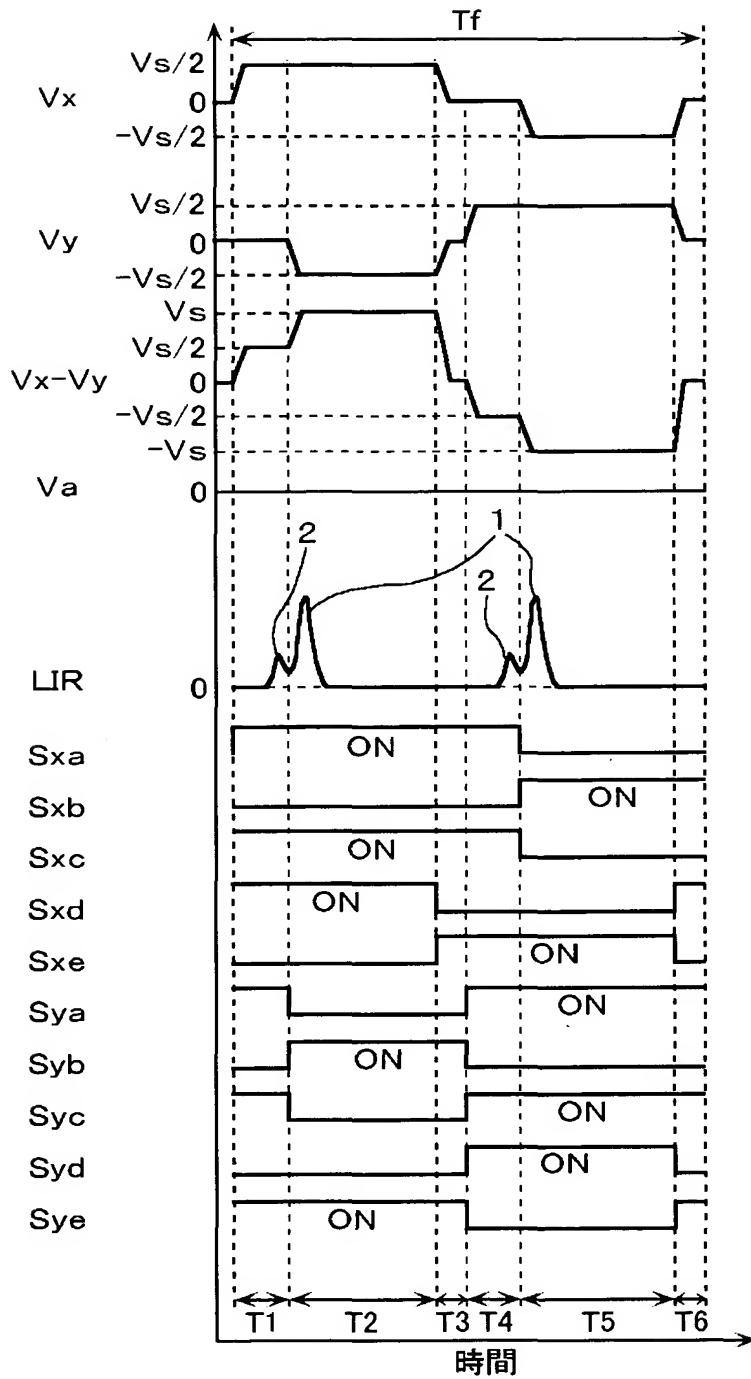 Tf
Vs/2
Vx
0
-Vs/2
Vs/2
Vy
0
-Vs/2
Vs
Vs/2
Vx-Vy
0
-Vs/2
-Vs
Va
0
2
1
2
LIR
0
Sxa
ON
Sxb
ON
Sxc
ON
Sxd
ON
Sxe
ON
Sya
ON
Syb
ON
Syc
ON
Syd
ON
Sye
ON
T1
T2
T3
T4
T5
T6
時間